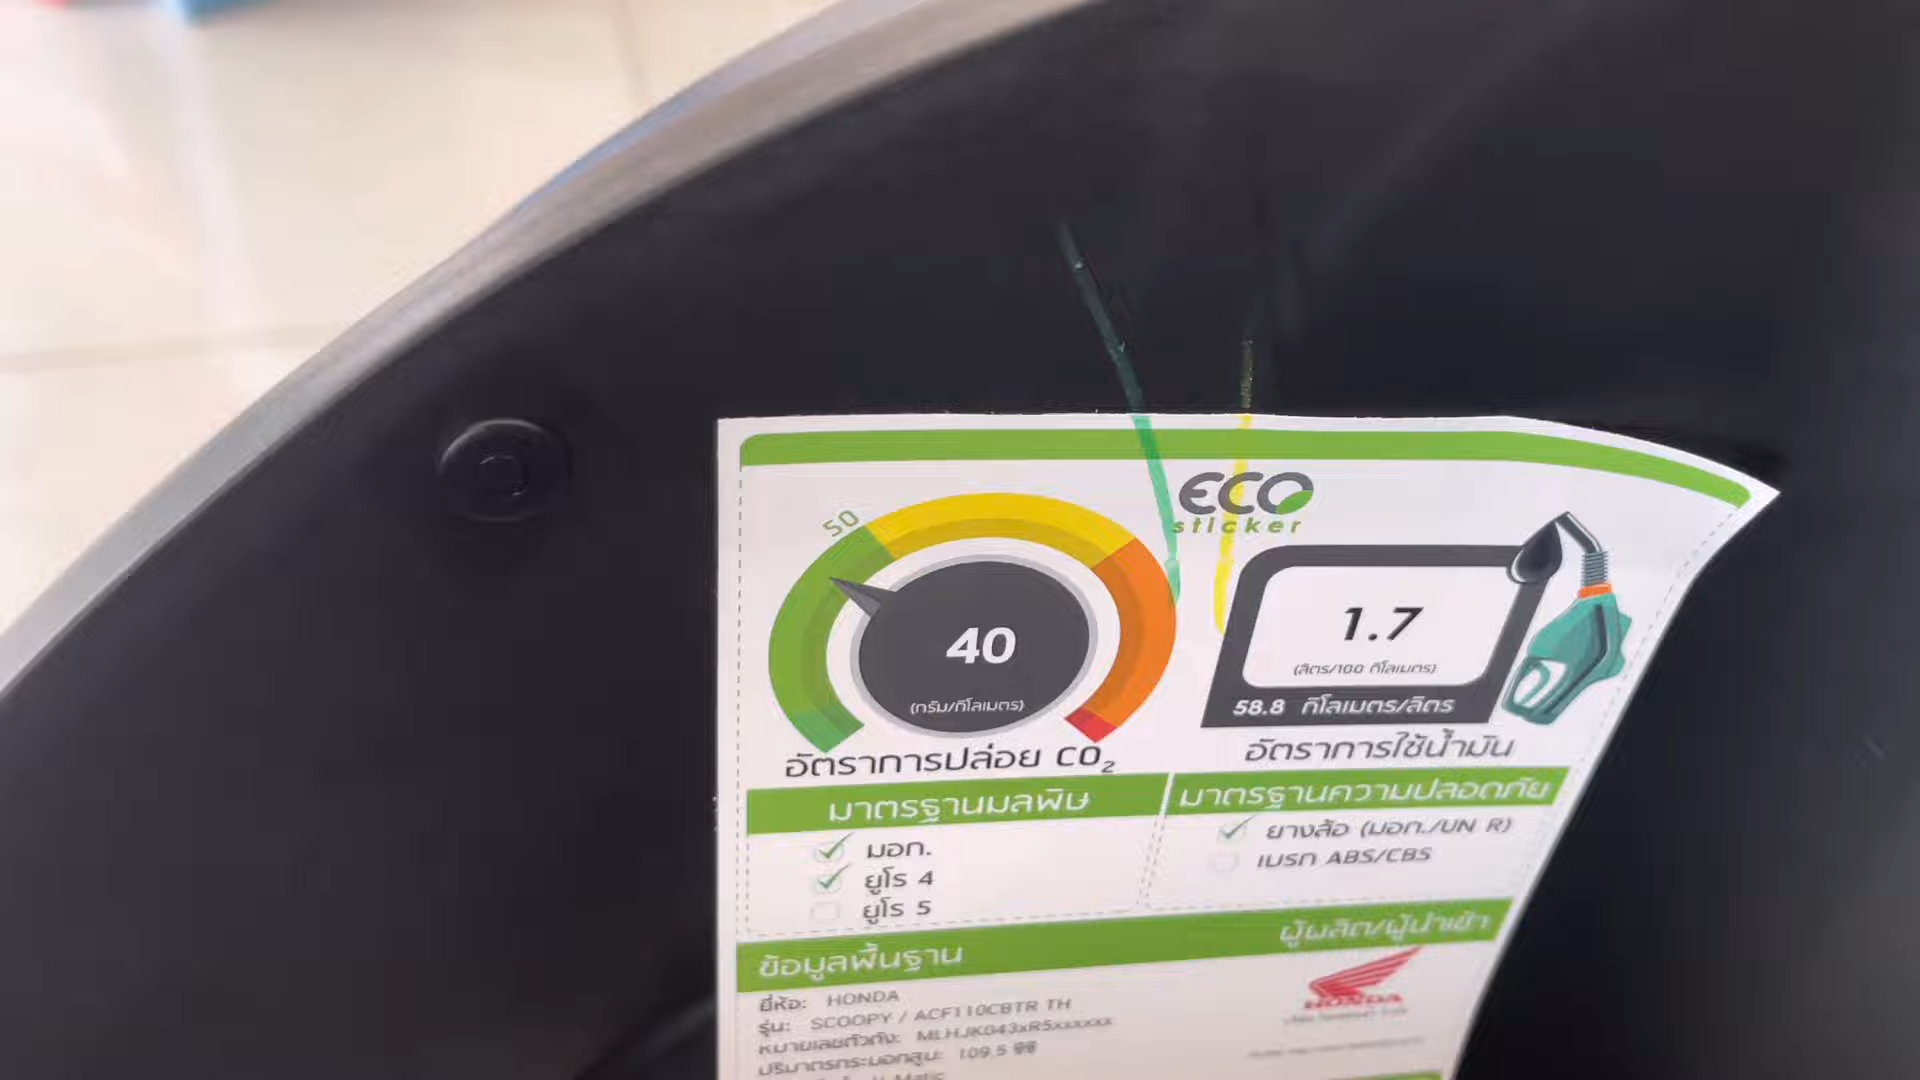 ECO
sticker
50
40
(กรัม/กิโลเมตร)
อัตราการปล่อย CO₂
1.7
(ลิตร/100 กิโลเมตร)
58.8 กิโลเมตร/ลิตร
อัตราการใช้น้ำมัน
มาตรฐานมลพิษ
มอก.
ยูโร 4
ยูโร 5
มาตรฐานความปลอดภัย
ยางล้อ (มอก./UN R)
เบรก ABS/CBS
ข้อมูลพื้นฐาน
ยี่ห้อ: HONDA
รุ่น: SCOOPY / ACF110CBTR TH
หมายเลขตัวถัง: MLHJK043xR5xxxxxxx
ปริมาตรกระบอกสูบ: 109.5 ซีซี
ผู้ผลิต/ผู้นำเข้า
HONDA